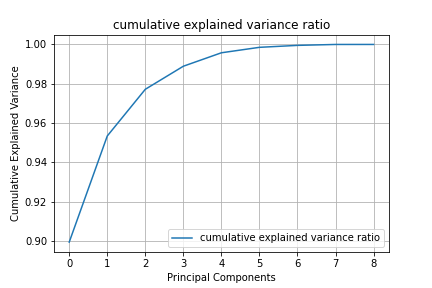 cumulative explained variance ratio
1.00
0.98
0.96
0.94
0.92
0.90
Cumulative Explained Variance
cumulative explained variance ratio
0 1 2 3 4 5 6 7 8
Principal Components